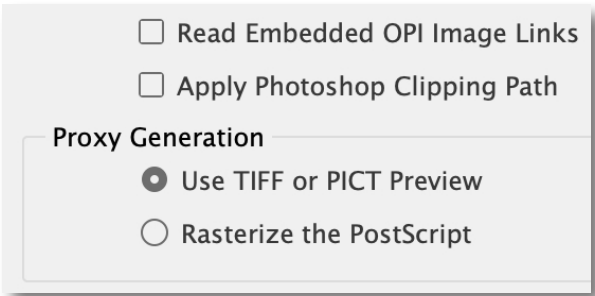 Read Embedded OPI Image Links
Apply Photoshop Clipping Path
Proxy Generation
Use TIFF or PICT Preview
Rasterize the PostScript